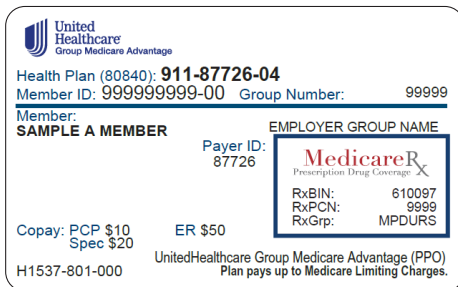 United
Healthcare
Group Medicare Advantage
Health Plan (80840): 911-87726-04
Member ID: 999999999-00 Group Number: 99999
Member:
SAMPLE A MEMBER
EMPLOYER GROUP NAME
Payer ID:
87726
MedicareRx
Prescription Drug Coverage
RxBIN: 610097
RxPCN: 9999
RxGrp: MPDURS
Copay: PCP $10 ER $50
Spec $20
UnitedHealthcare Group Medicare Advantage (PPO)
H1537-801-000
Plan pays up to Medicare Limiting Charges.